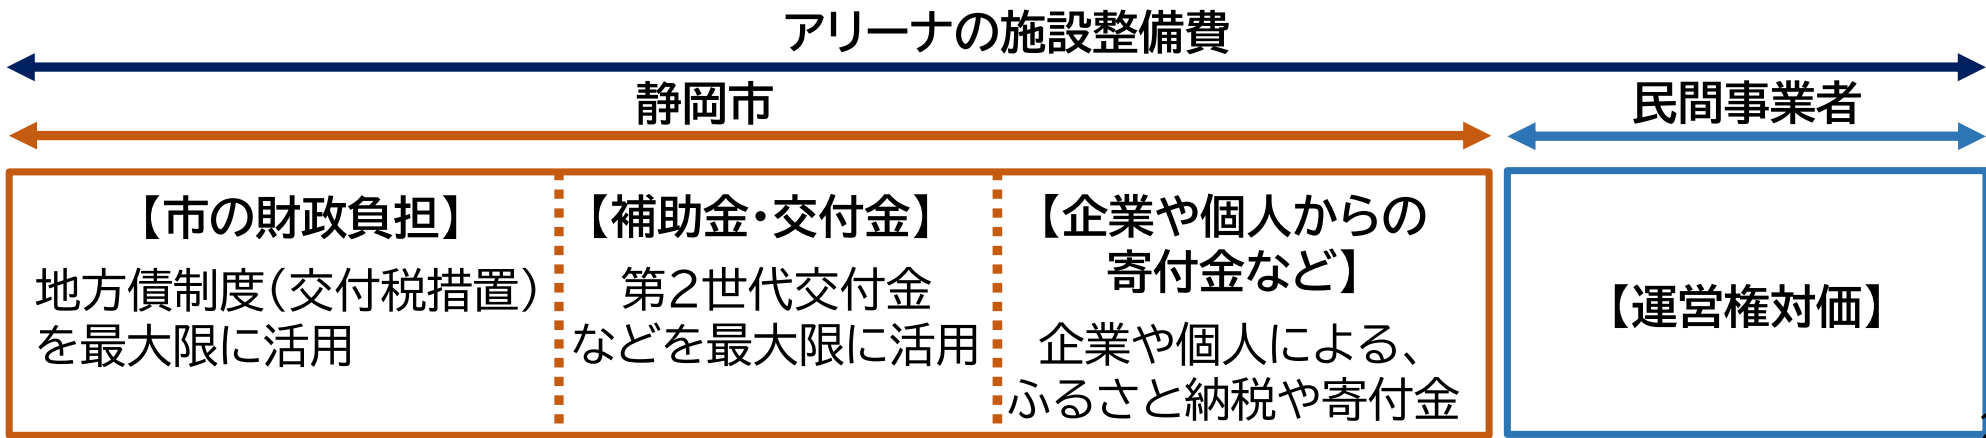 アリーナの施設整備費
静岡市
民間事業者
【市の財政負担】
地方債制度(交付税措置)
を最大限に活用
【補助金・交付金】
第2世代交付金
などを最大限に活用
【企業や個人からの
寄付金など】
企業や個人による、
ふるさと納税や寄付金
【運営権対価】